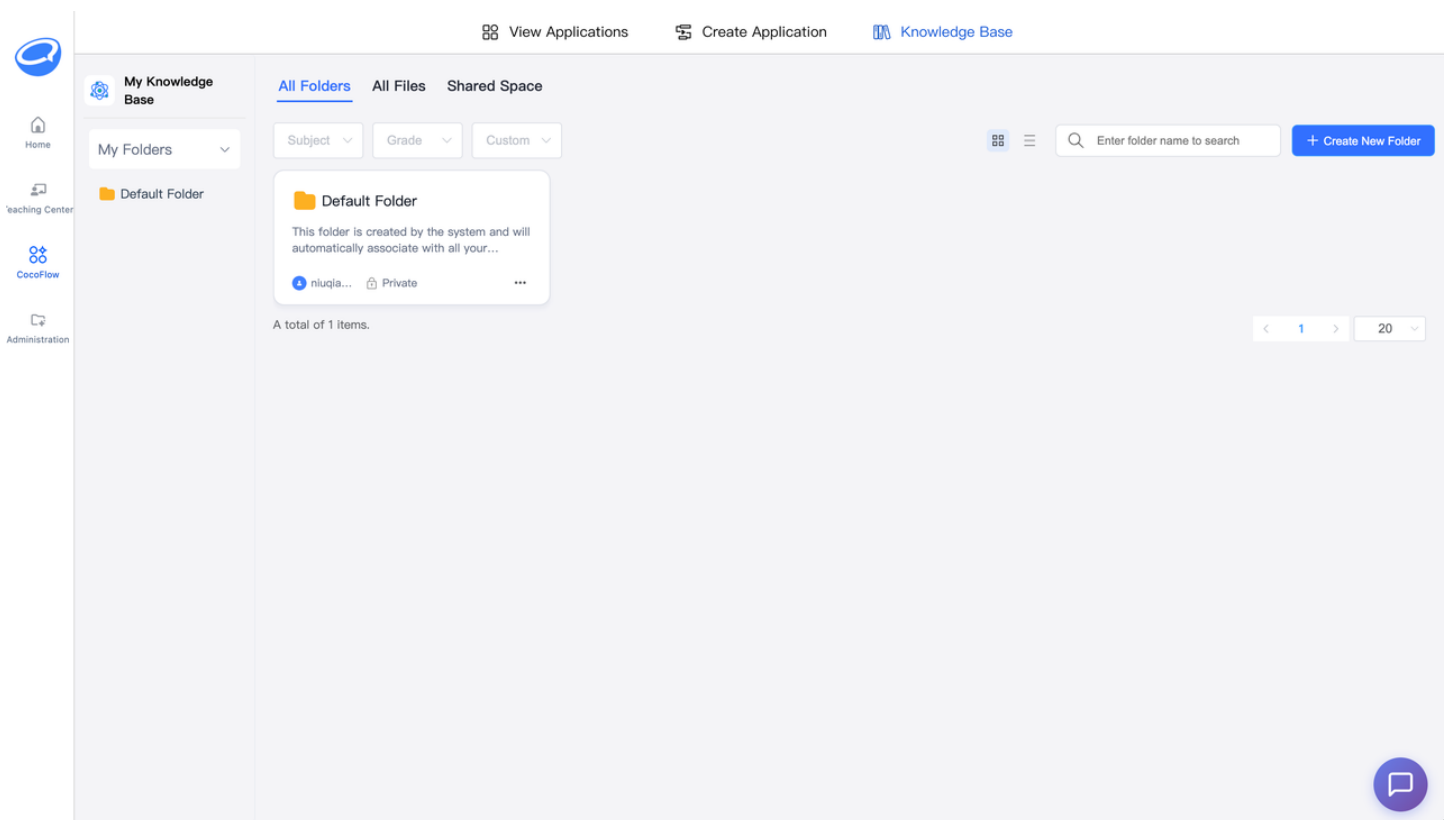 View Applications
Create Application
Knowledge Base
Home
eaching Center
CocoFlow
Administration
My Knowledge
Base
My Folders
Default Folder
All Folders
All Files
Shared Space
Subject
Grade
Custom
Enter folder name to search
+ Create New Folder
Default Folder
This folder is created by the system and will
automatically associate with all your...
niuqia...
Private
A total of 1 items.
1
20